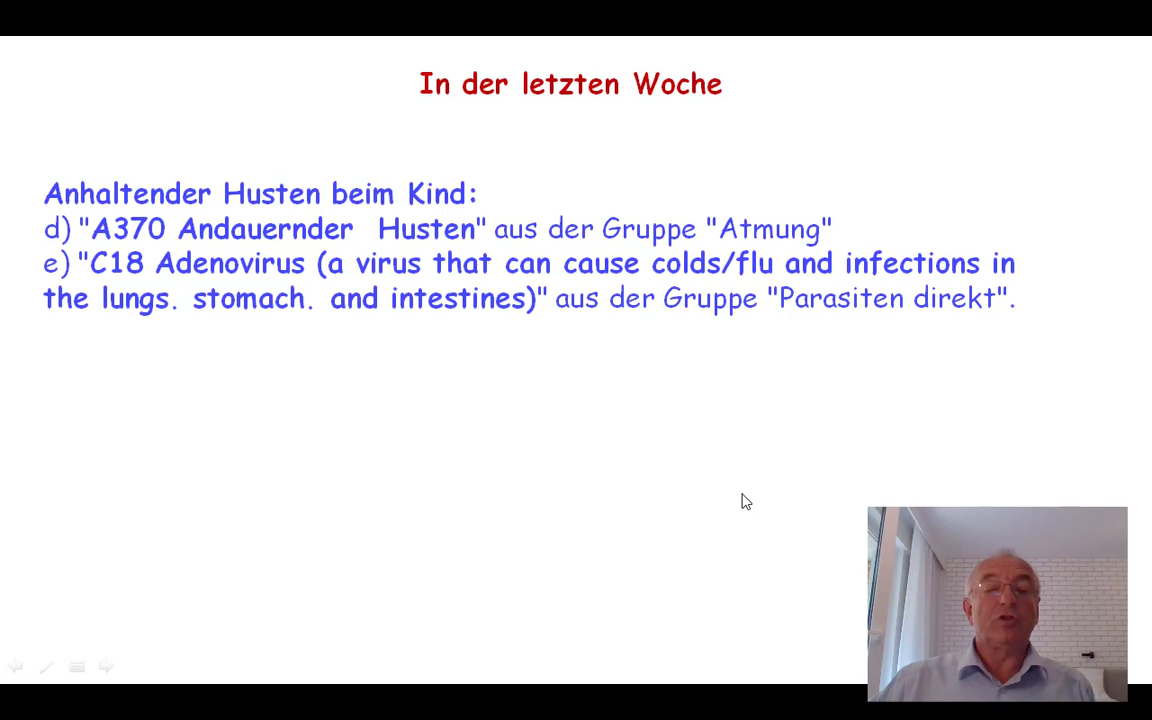 In der letzten Woche
Anhaltender Husten beim Kind:
d) "A370 Andauernder Husten" aus der Gruppe "Atmung"
e) "C18 Adenovirus (a virus that can cause colds/flu and infections in
the lungs. stomach. and intestines)" aus der Gruppe "Parasiten direkt".